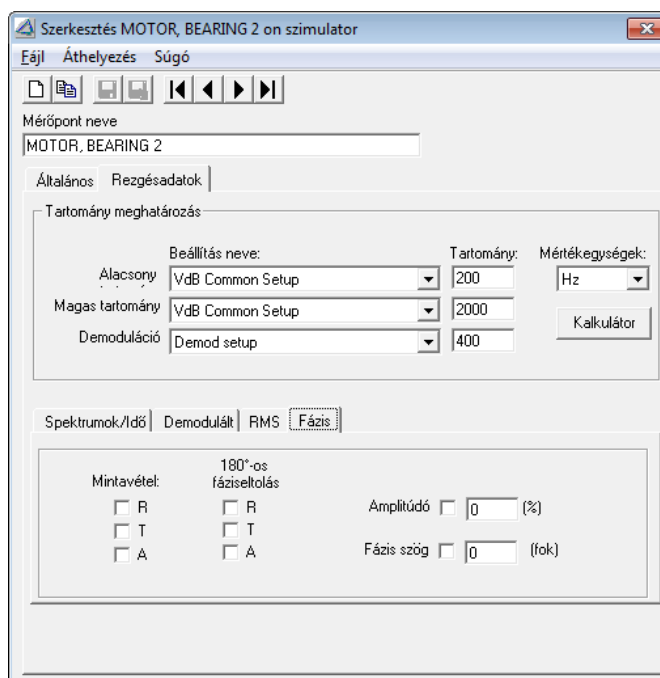 Szerkesztés MOTOR, BEARING 2 on szimulator
Fájl Áthelyezés Súgó
Mérőpont neve
MOTOR, BEARING 2
Általános Rezgésadatok
Tartomány meghatározás
Beállítás neve: Tartomány: Mértékegységek:
Alacsony VdB Common Setup 200 Hz
Magas tartomány VdB Common Setup 2000
Kalkulátor
Demoduláció Demod setup 400
Spektrumok/Idő Demodulált RMS Fázis
Mintavétel: 180°-os fáziseltolás
R R Amplitúdó 0 (%)
T T
A A Fázis szög 0 (fok)